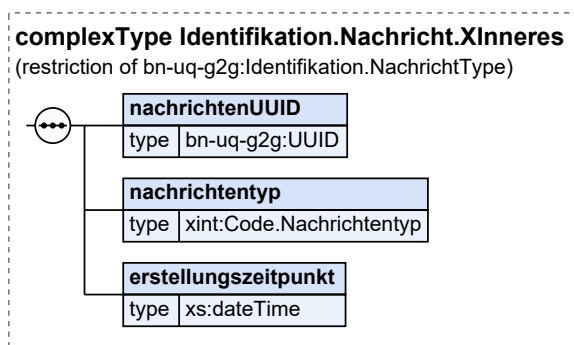 complexType Identifikation.Nachricht.XInneres
(restriction of bn-uq-g2g:Identifikation.NachrichtType)
nachrichtenUUID
type bn-uq-g2g:UUID
nachrichtentyp
type xint:Code.Nachrichtentyp
erstellungszeitpunkt
type xs:dateTime